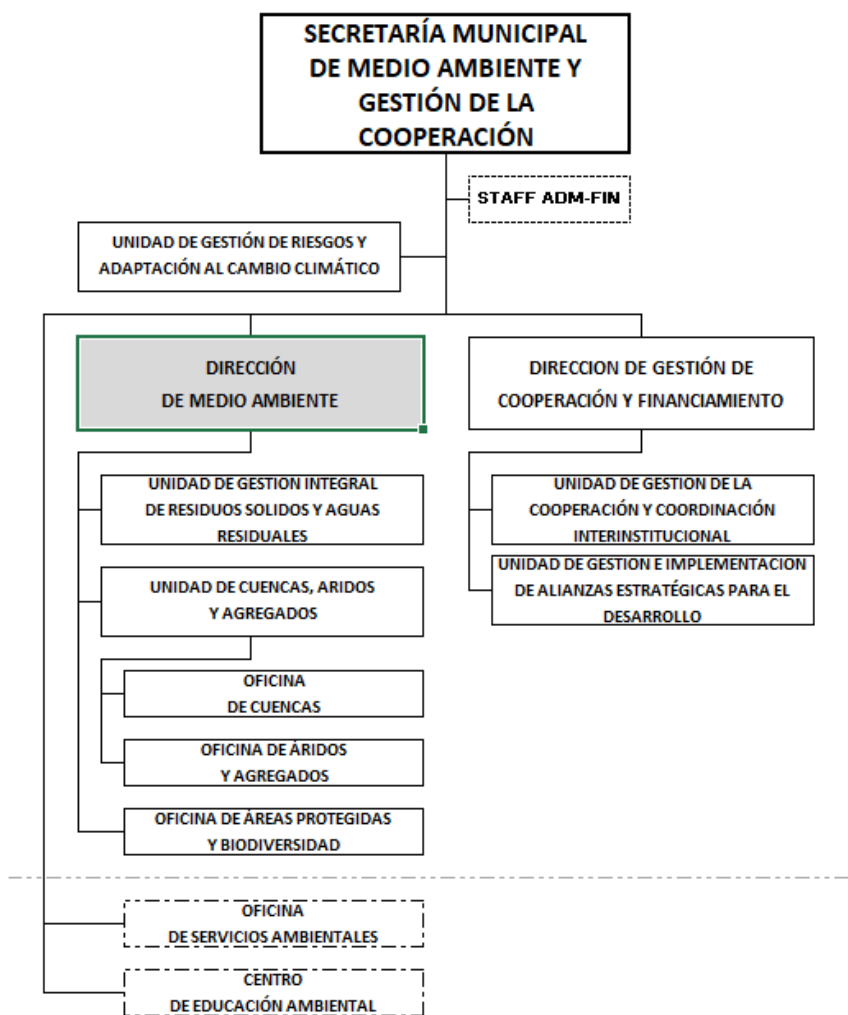 SECRETARÍA MUNICIPAL
DE MEDIO AMBIENTE Y
GESTIÓN DE LA
COOPERACIÓN
STAFF ADM-FIN
UNIDAD DE GESTIÓN DE RIESGOS Y
ADAPTACIÓN AL CAMBIO CLIMÁTICO
DIRECCIÓN
DE MEDIO AMBIENTE
DIRECCION DE GESTIÓN DE
COOPERACIÓN Y FINANCIAMIENTO
UNIDAD DE GESTION INTEGRAL
DE RESIDUOS SOLIDOS Y AGUAS
RESIDUALES
UNIDAD DE GESTION DE LA
COOPERACIÓN Y COORDINACIÓN
INTERINSTITUCIONAL
UNIDAD DE CUENCAS, ARIDOS
Y AGREGADOS
UNIDAD DE GESTION E IMPLEMENTACION
DE ALIANZAS ESTRATÉGICAS PARA EL
DESARROLLO
OFICINA
DE CUENCAS
OFICINA DE ÁRIDOS
Y AGREGADOS
OFICINA DE ÁREAS PROTEGIDAS
Y BIODIVERSIDAD
OFICINA
DE SERVICIOS AMBIENTALES
CENTRO
DE EDUCACIÓN AMBIENTAL